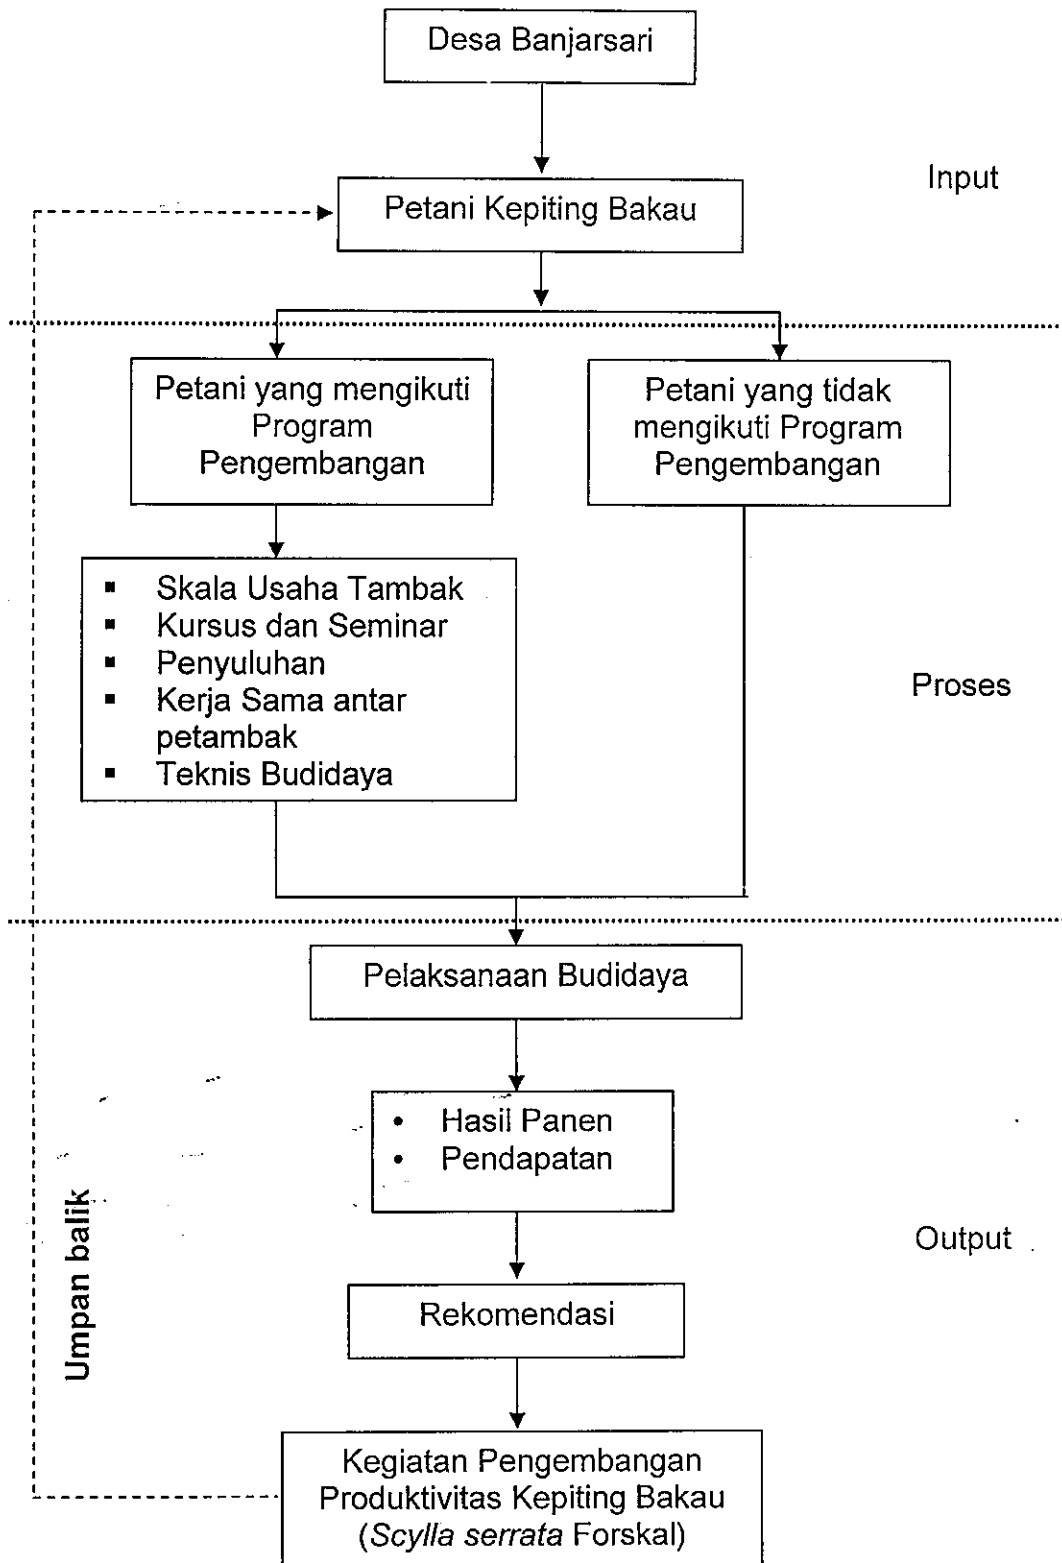 Desa Banjarsari
Input
Petani Kepiting Bakau
Petani yang mengikuti
Program
Pengembangan
Petani yang tidak
mengikuti Program
Pengembangan
▪ Skala Usaha Tambak
▪ Kursus dan Seminar
▪ Penyuluhan
▪ Kerja Sama antar
petambak
▪ Teknis Budidaya
Proses
Pelaksanaan Budidaya
• Hasil Panen
• Pendapatan
Output
Umpan balik
Rekomendasi
Kegiatan Pengembangan
Produktivitas Kepiting Bakau
(Scylla serrata Forskal)